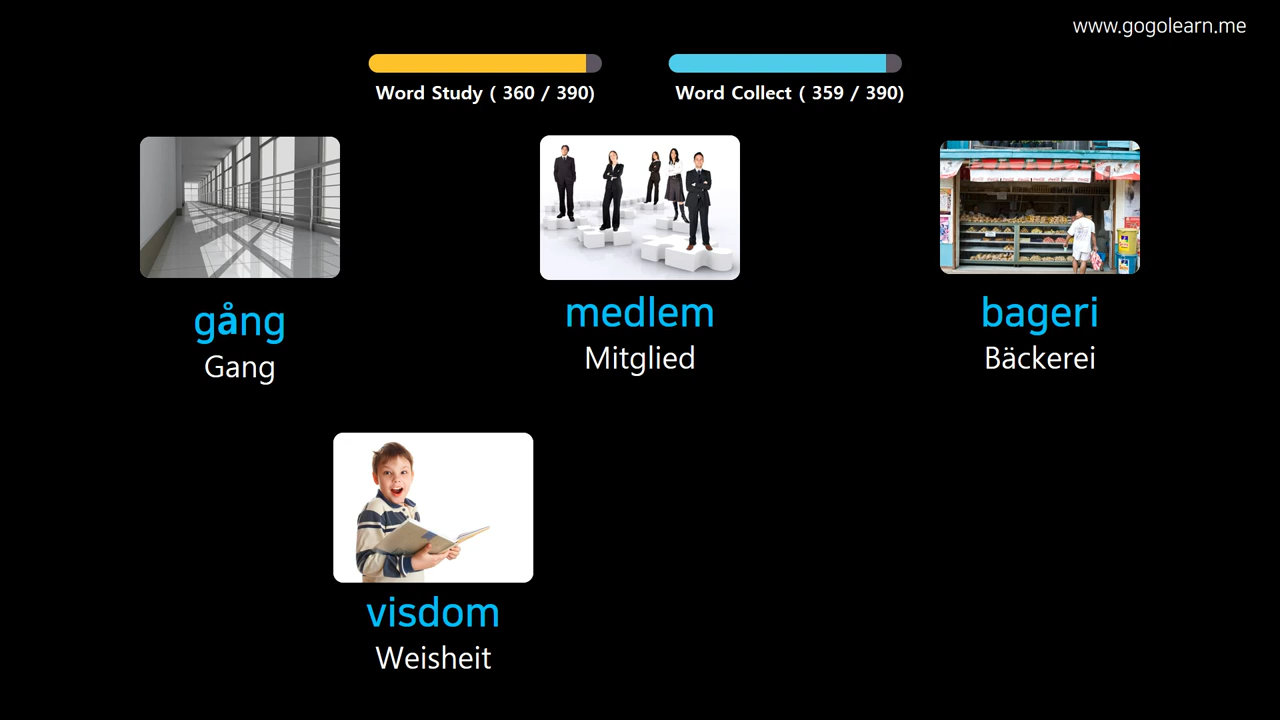 www.gogolearn.me
Word Study ( 360 / 390)
Word Collect ( 359 / 390)
gång
Gang
medlem
Mitglied
bageri
Bäckerei
visdom
Weisheit